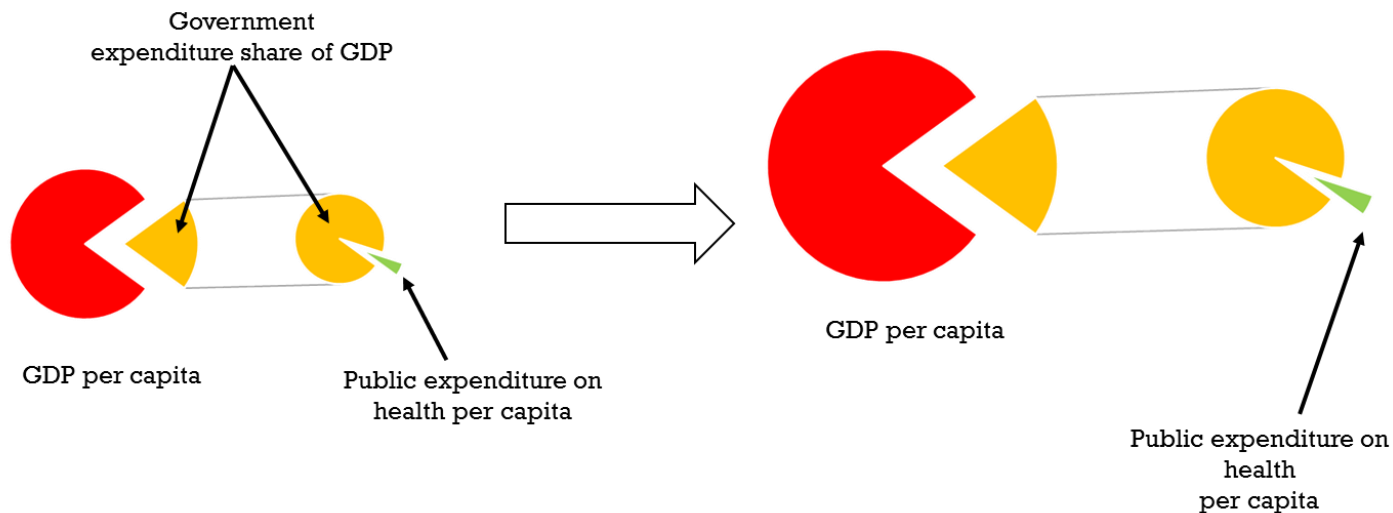 Government
expenditure share of GDP
GDP per capita
Public expenditure on
health per capita
GDP per capita
Public expenditure on
health
per capita